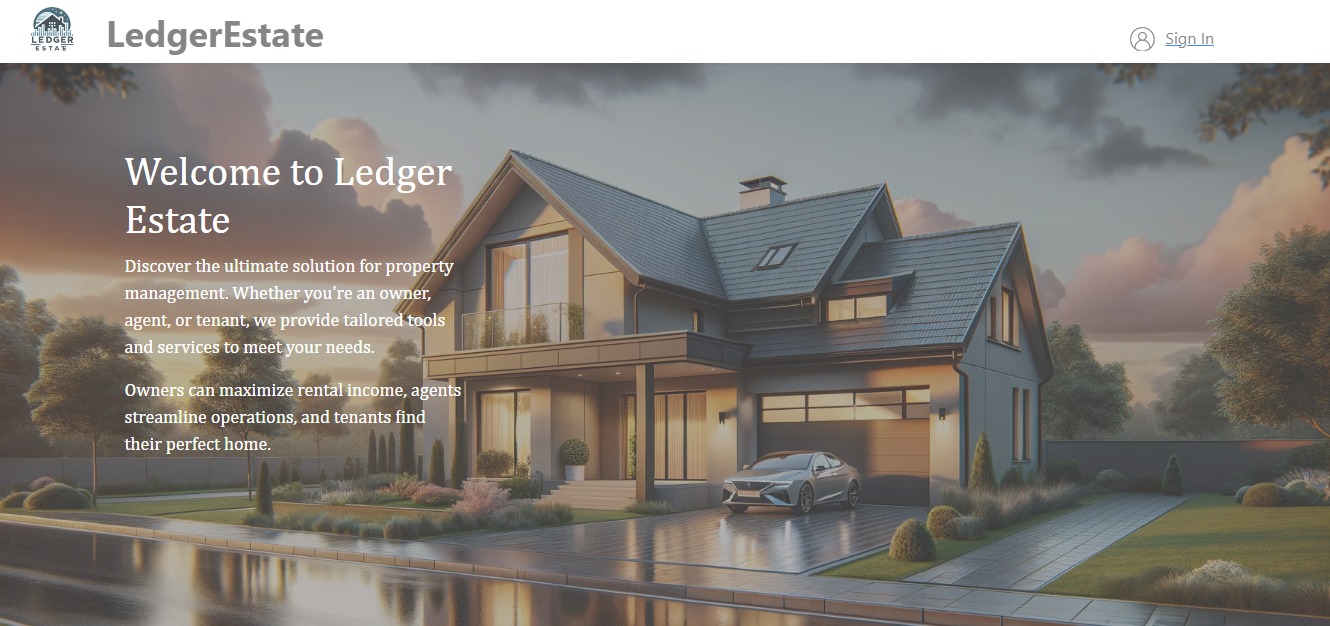 LEDGER
ESTATE
LedgerEstate
Sign In
Welcome to Ledger
Estate
Discover the ultimate solution for property
management. Whether you're an owner,
agent, or tenant, we provide tailored tools
and services to meet your needs.
Owners can maximize rental income, agents
streamline operations, and tenants find
their perfect home.